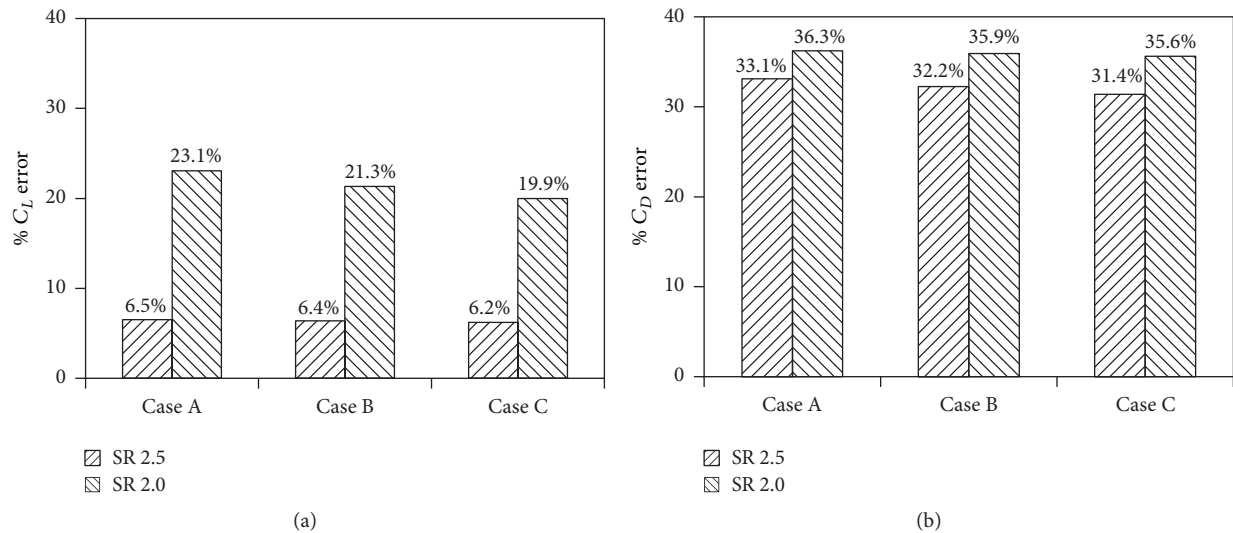 40
30
20
10
0
% C_L error
6.5%
23.1%
6.4%
21.3%
6.2%
19.9%
Case A
Case B
Case C
SR 2.5
SR 2.0
(a)
40
30
20
10
0
% C_D error
33.1%
36.3%
32.2%
35.9%
31.4%
35.6%
Case A
Case B
Case C
SR 2.5
SR 2.0
(b)